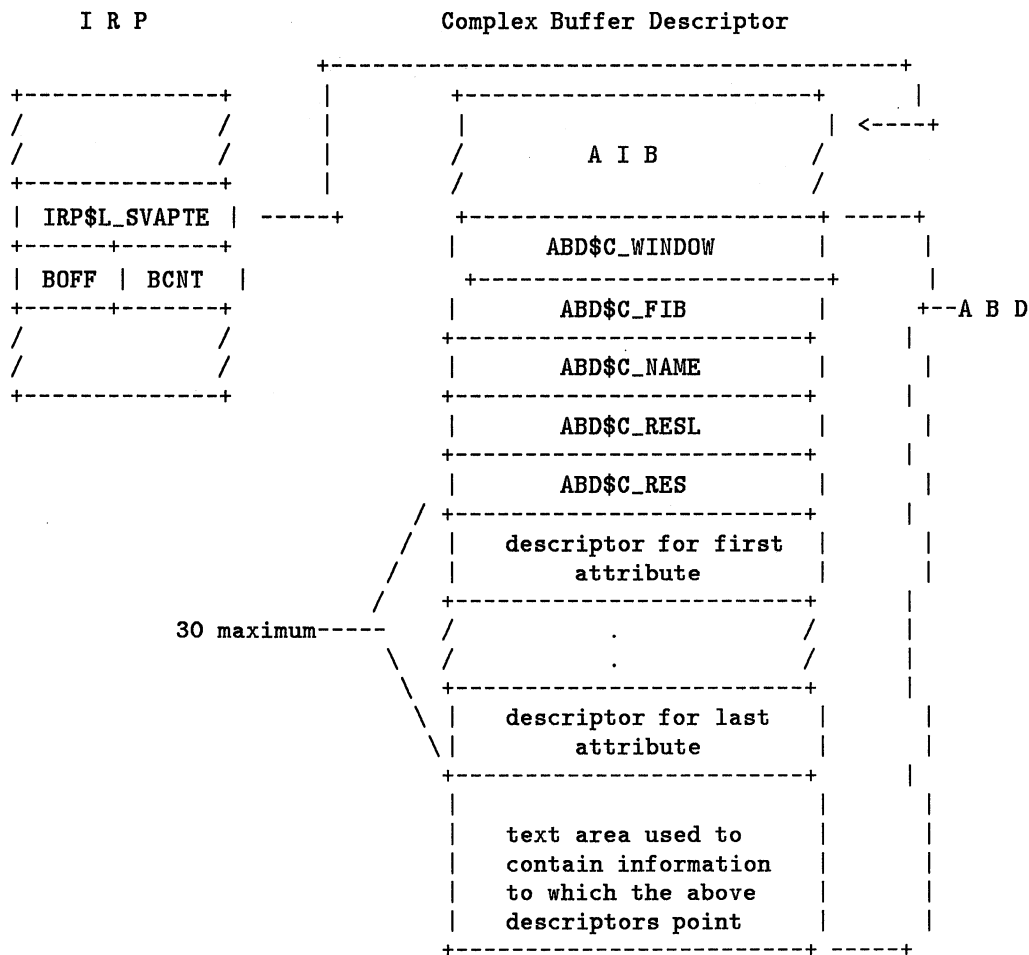 I R P
Complex Buffer Descriptor
A I B
IRP$L_SVAPTE
ABD$C_WINDOW
BOFF | BCNT
ABD$C_FIB
A B D
ABD$C_NAME
ABD$C_RESL
ABD$C_RES
descriptor for first
attribute
30 maximum
.
.
descriptor for last
attribute
text area used to
contain information
to which the above
descriptors point